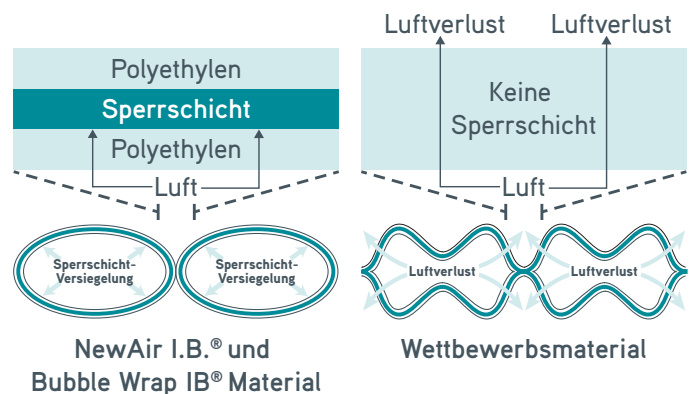 Polyethylen
Sperrschicht
Polyethylen
Luft
Sperrschicht-
Versiegelung
Sperrschicht-
Versiegelung
NewAir I.B.® und
Bubble Wrap IB® Material
Luftverlust
Luftverlust
Keine
Sperrschicht
Luft
Luftverlust
Luftverlust
Wettbewerbsmaterial